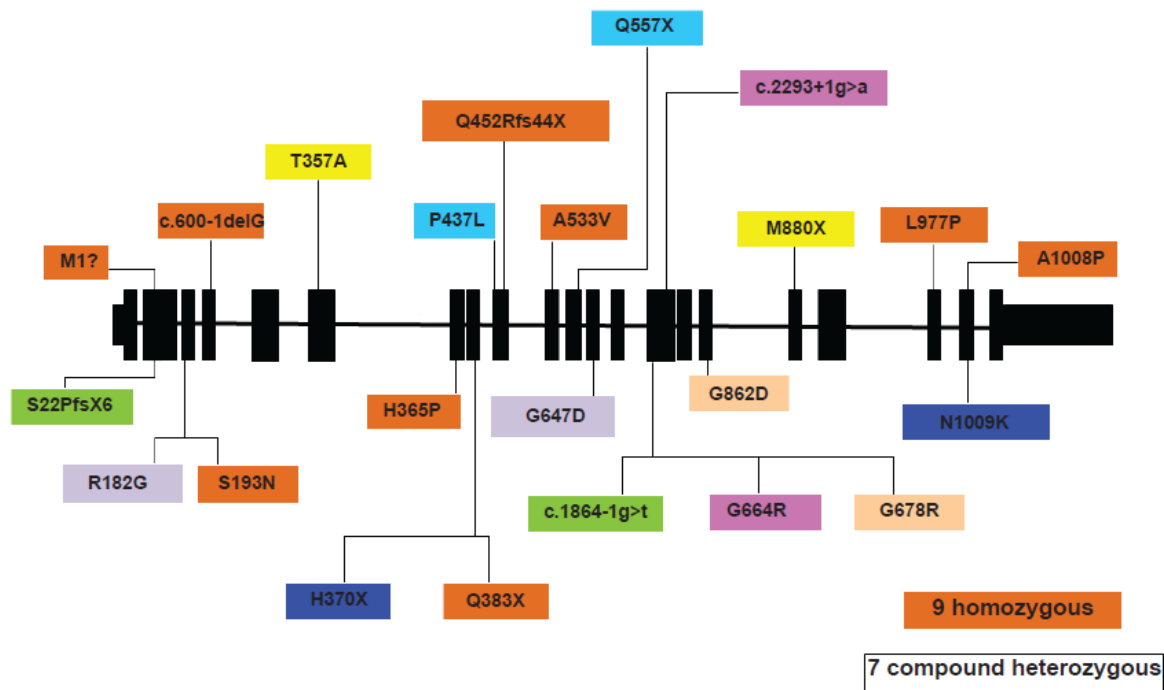 Q557X
c.2293+1g>a
Q452Rfs44X
T357A
c.600-1delG
P437L
A533V
M880X
L977P
M1?
A1008P
S22PfsX6
H365P
G647D
G862D
N1009K
R182G
S193N
c.1864-1g>t
G664R
G678R
H370X
Q383X
9 homozygous
7 compound heterozygous